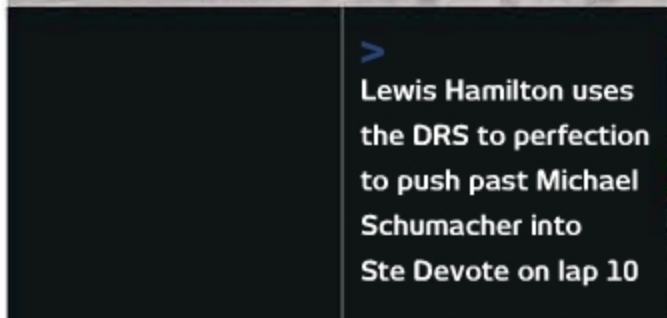 >
Lewis Hamilton uses
the DRS to perfection
to push past Michael
Schumacher into
Ste Devote on lap 10